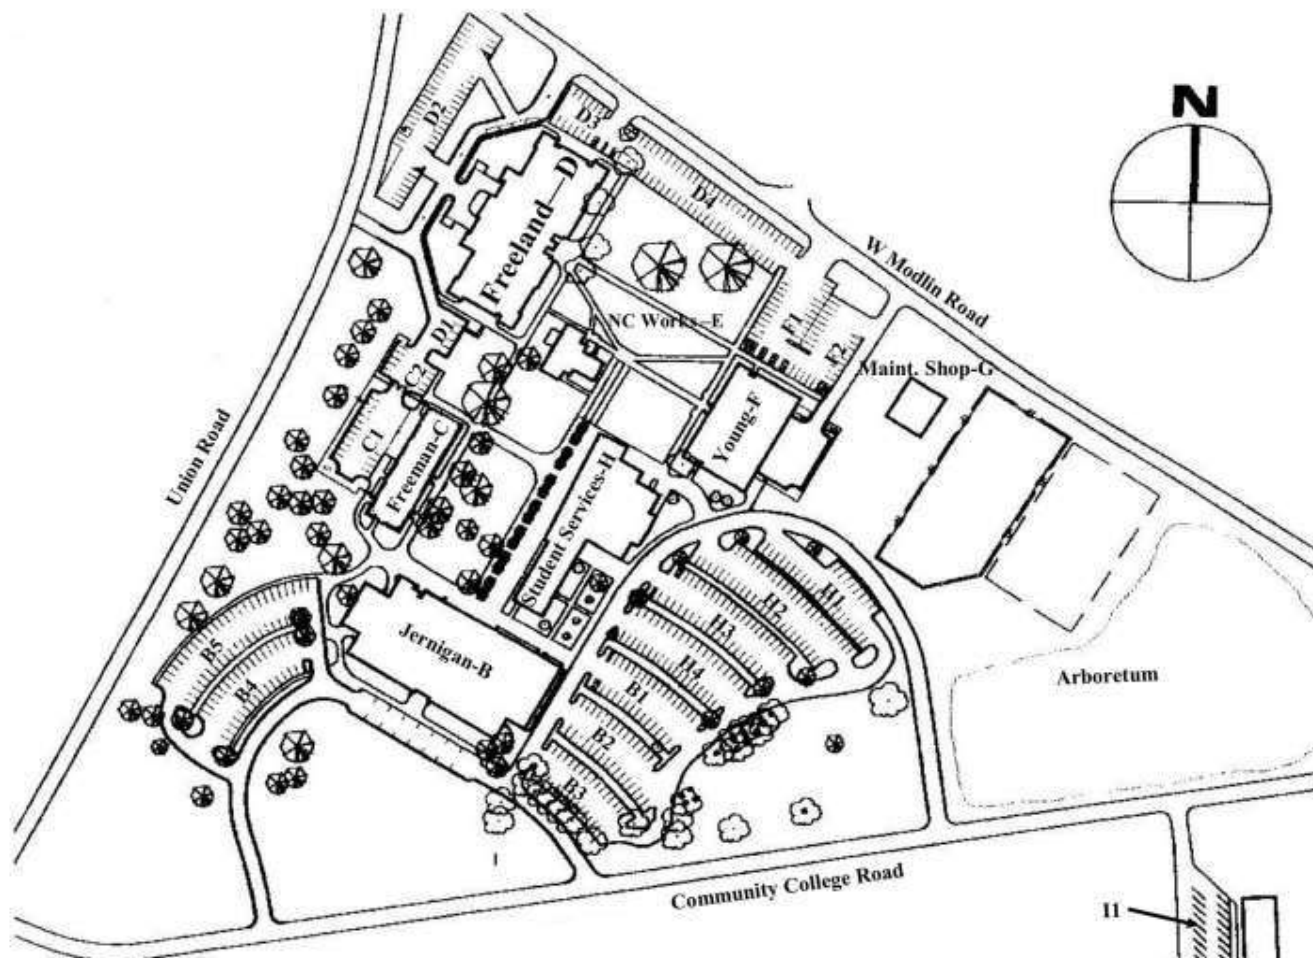 N
D2
D3
D4
Freeland—D
W Modlin Road
NC Works–E
F1
F2
D1
C2
Maint. Shop-G
C1
Freeman-C
Young-F
Union Road
Student Services-H
H1
H2
H3
H4
Jernigan-B
B5
B4
B1
B2
B3
Arboretum
Community College Road
I1